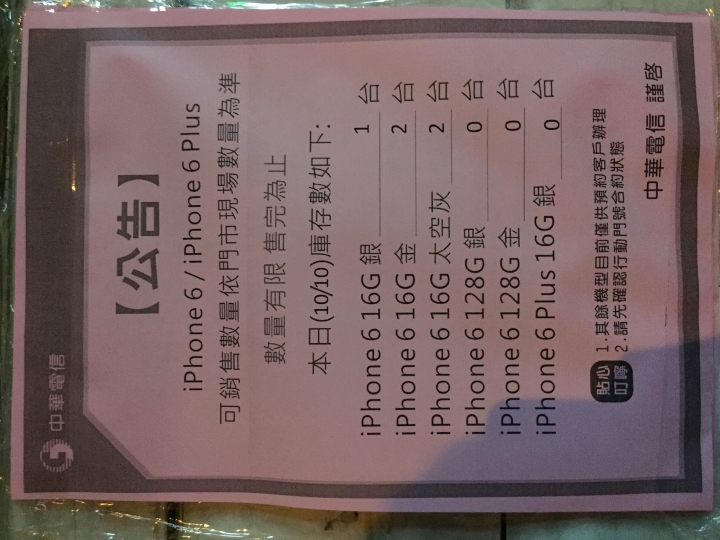 中華電信
【公告】
iPhone 6 / iPhone 6 Plus
可銷售數量依門市現場數量為準
數量有限 售完為止
本日(10/10)庫存數如下:
iPhone 6 16G 銀 1 台
iPhone 6 16G 金 2 台
iPhone 6 16G 太空灰 2 台
iPhone 6 128G 銀 0 台
iPhone 6 128G 金 0 台
iPhone 6 Plus 16G 銀 0 台
貼心叮嚀
1.其餘機型目前僅供預約客戶辦理
2.請先確認行動門號合約狀態
中華電信 謹啓